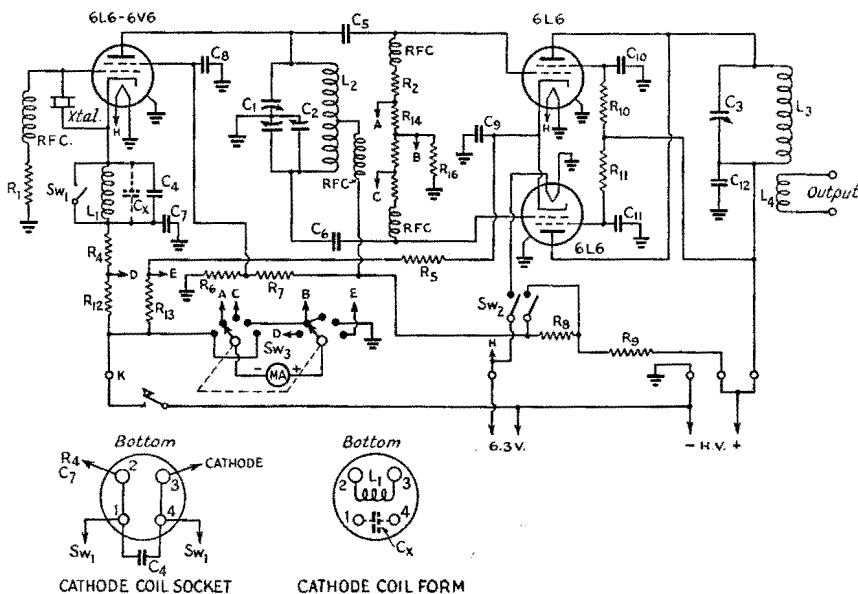 6L6-6V6
C5
6L6
C8
RFC
C10
Xtal.
H
R.F.C.
R1
Sw1
L1
Cx
C4
C7
C1
C2
L2
RFC
C6
R2
A
R14
B
C
R16
RFC
C9
H
R10
R11
C11
6L6
C3
L3
C12
L4
Output
R4
D
E
R12
R13
R6
R7
R5
A C
B
E
D
Sw3
- MA +
Sw2
R8
R9
H
K
6.3V.
- H.V. +
Bottom
R4
C7
2
3
CATHODE
1
4
Sw1
Sw1
C4
CATHODE COIL SOCKET
Bottom
2
L1
3
1
4
Cx
CATHODE COIL FORM